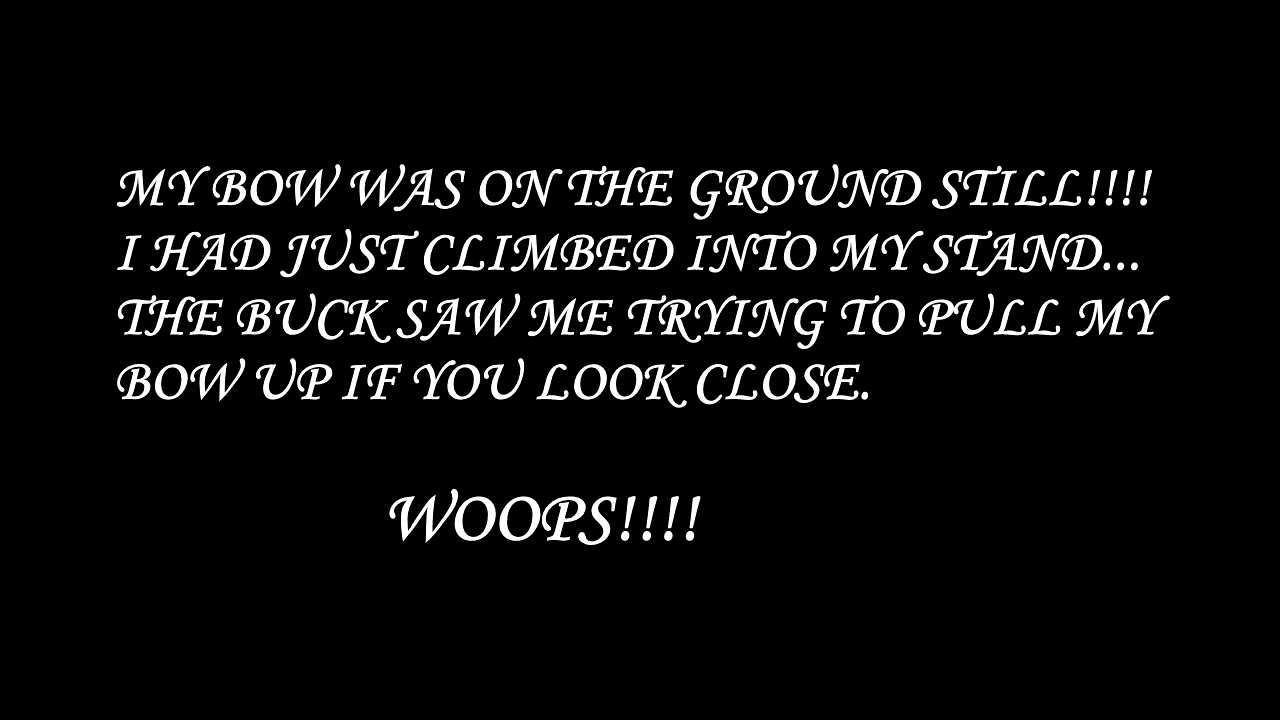 MY BOW WAS ON THE GROUND STILL!!!!
I HAD JUST CLIMBED INTO MY STAND...
THE BUCK SAW ME TRYING TO PULL MY
BOW UP IF YOU LOOK CLOSE.
WOOPS!!!!